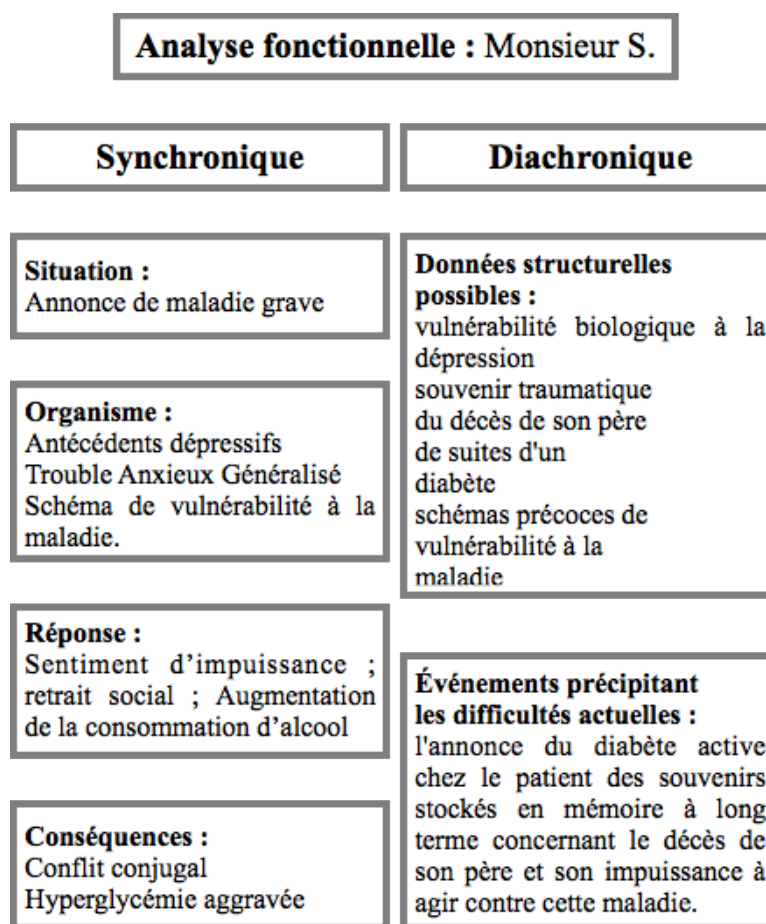 Analyse fonctionnelle : Monsieur S.
Synchronique
Situation :
Annonce de maladie grave
Organisme :
Antécédents dépressifs
Trouble Anxieux Généralisé
Schéma de vulnérabilité à la
maladie.
Réponse :
Sentiment d’impuissance ;
retrait social ; Augmentation
de la consommation d’alcool
Conséquences :
Conflit conjugal
Hyperglycémie aggravée
Diachronique
Données structurelles
possibles :
vulnérabilité biologique à la
dépression
souvenir traumatique
du décès de son père
de suites d'un
diabète
schémas précoces de
vulnérabilité à la
maladie
Événements précipitant
les difficultés actuelles :
l'annonce du diabète active
chez le patient des souvenirs
stockés en mémoire à long
terme concernant le décès de
son père et son impuissance à
agir contre cette maladie.